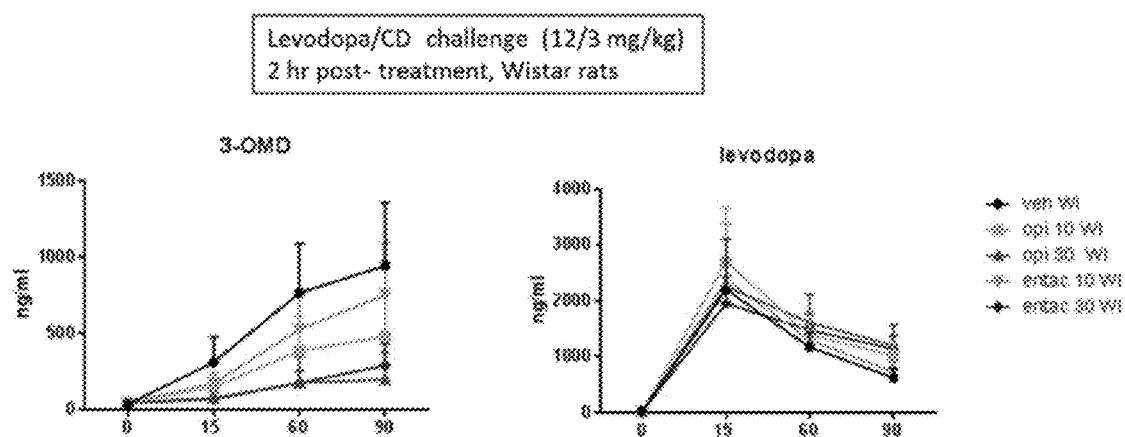 Levodopa/CD challenge (12/3 mg/kg)
2 hr post- treatment, Wistar rats
3-OMD
1500
1000
500
0
ng/ml
0 15 60 90
levodopa
4000
3000
2000
1000
0
ng/ml
0 15 60 90
veh WI
opi 10 WI
opi 30 WI
entac 10 WI
entac 30 WI